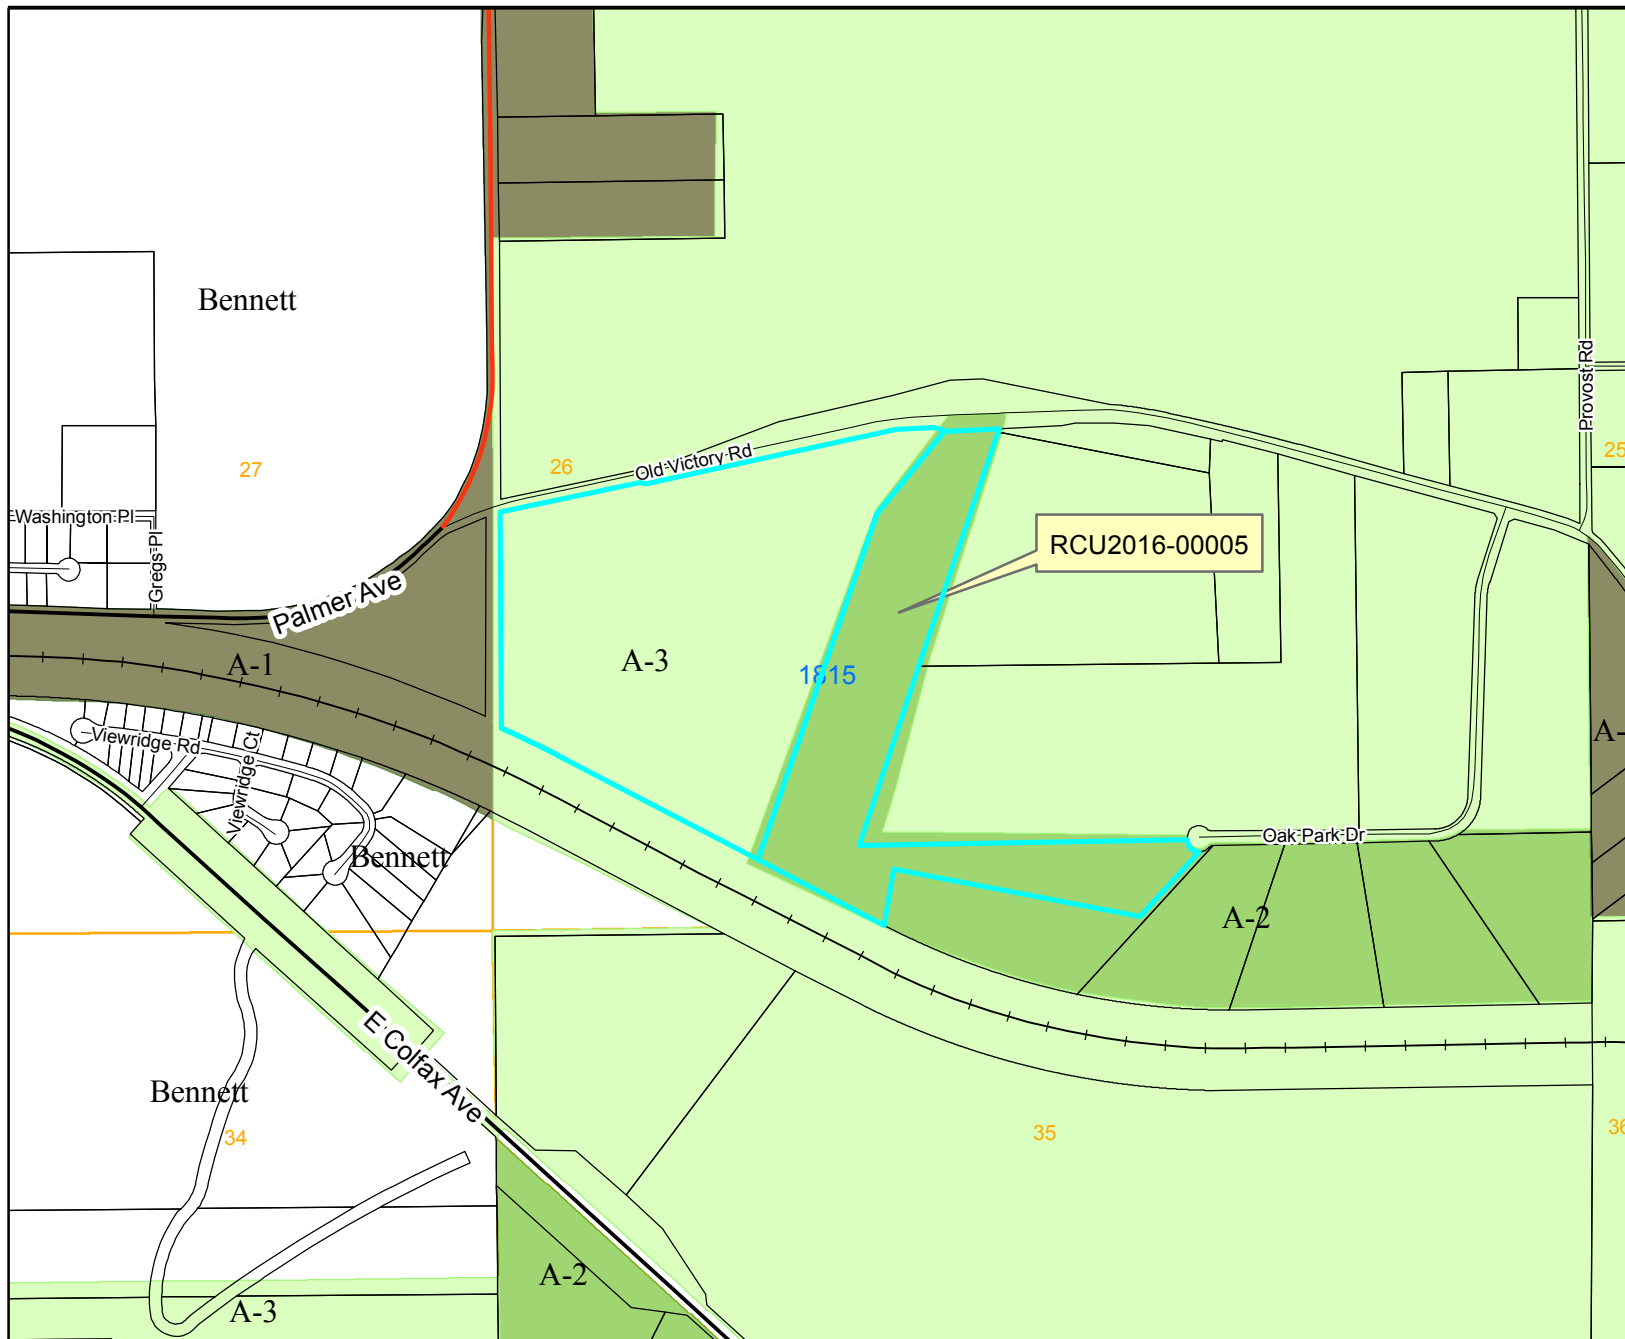 Bennett
Provost Rd
27
26
Old Victory Rd
25
Washington Pl
Gregs Pl
RCU2016-00005
Palmer Ave
A-1
A-3
1815
A-
Viewridge Rd
Viewridge Ct
Bennett
Oak Park Dr
A-2
E Colfax Ave
Bennett
34
35
36
A-2
A-3